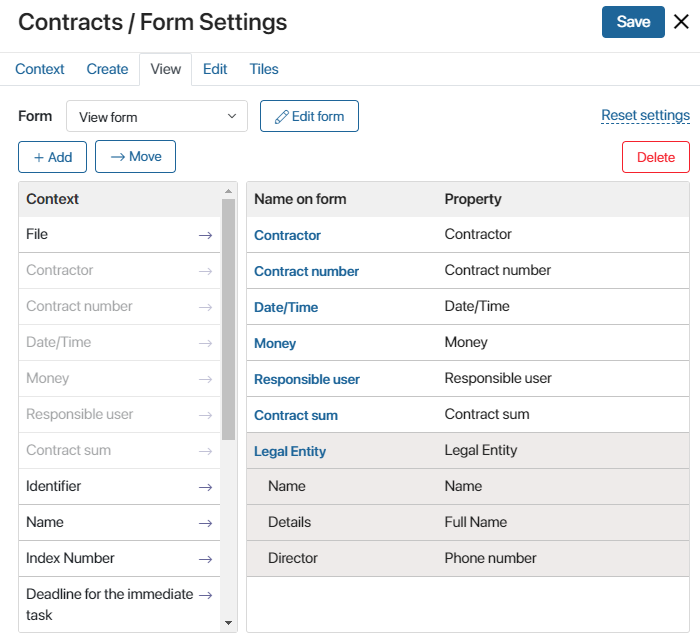 Contracts / Form Settings
Save
Context Create View Edit Tiles
Form View form Edit form Reset settings
+ Add → Move Delete
Context
File →
Contractor →
Contract number →
Date/Time →
Money →
Responsible user →
Contract sum →
Identifier →
Name →
Index Number →
Deadline for the immediate →
task
Name on form Property
Contractor Contractor
Contract number Contract number
Date/Time Date/Time
Money Money
Responsible user Responsible user
Contract sum Contract sum
Legal Entity Legal Entity
Name Name
Details Full Name
Director Phone number